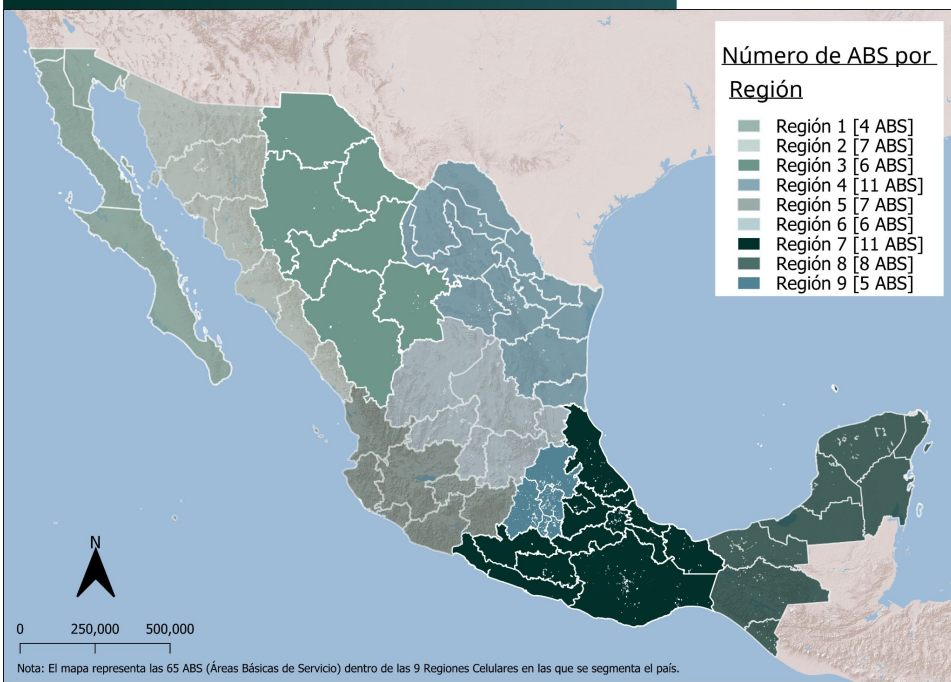 Número de ABS por
Región
Región 1 [4 ABS]
Región 2 [7 ABS]
Región 3 [6 ABS]
Región 4 [11 ABS]
Región 5 [7 ABS]
Región 6 [6 ABS]
Región 7 [11 ABS]
Región 8 [8 ABS]
Región 9 [5 ABS]
N
0 250,000 500,000
Nota: El mapa representa las 65 ABS (Áreas Básicas de Servicio) dentro de las 9 Regiones Celulares en las que se segmenta el país.